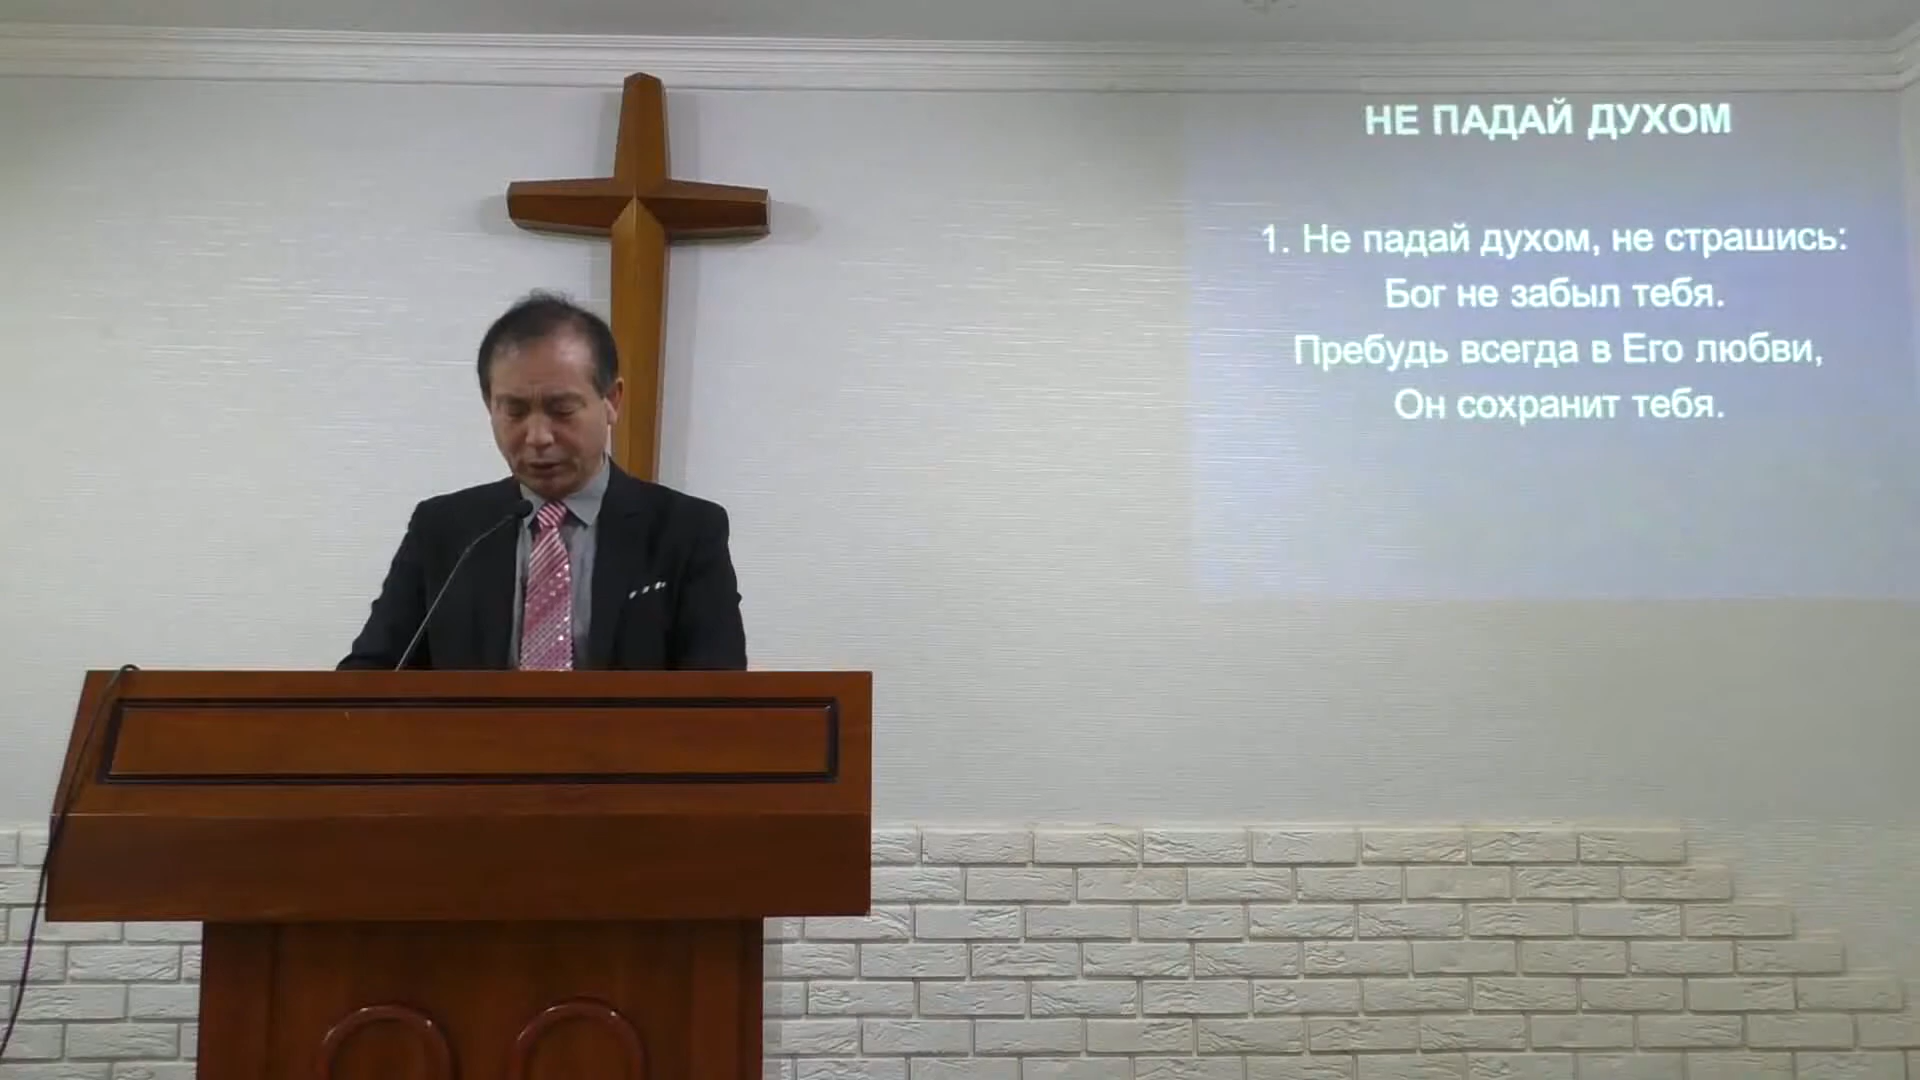 НЕ ПАДАЙ ДУХОМ
1. Не падай духом, не страшись:
Бог не забыл тебя.
Пребудь всегда в Его любви,
Он сохранит тебя.